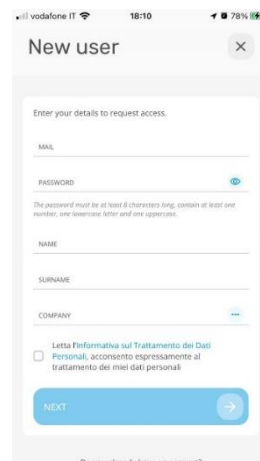 vodafone IT 18:10 78%
New user
Enter your details to request access.
MAIL
PASSWORD
The password must be at least 8 characters long, contain at least one
number, one lowercase letter and one uppercase.
NAME
SURNAME
COMPANY
Letta l'Informativa sul Trattamento dei Dati
Personali, acconsento espressamente al
trattamento dei miei dati personali
NEXT